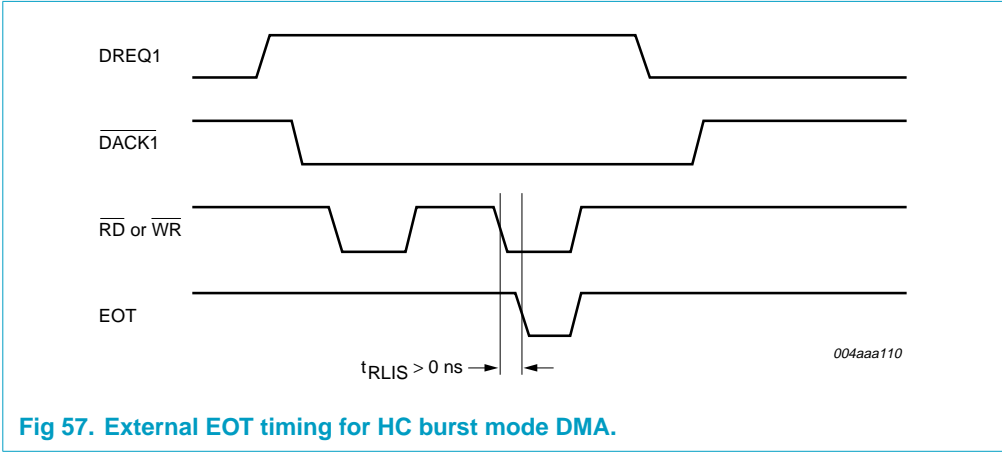 DREQ1
DACK1
RD or WR
EOT
tRLIS > 0 ns
004aaa110
Fig 57. External EOT timing for HC burst mode DMA.